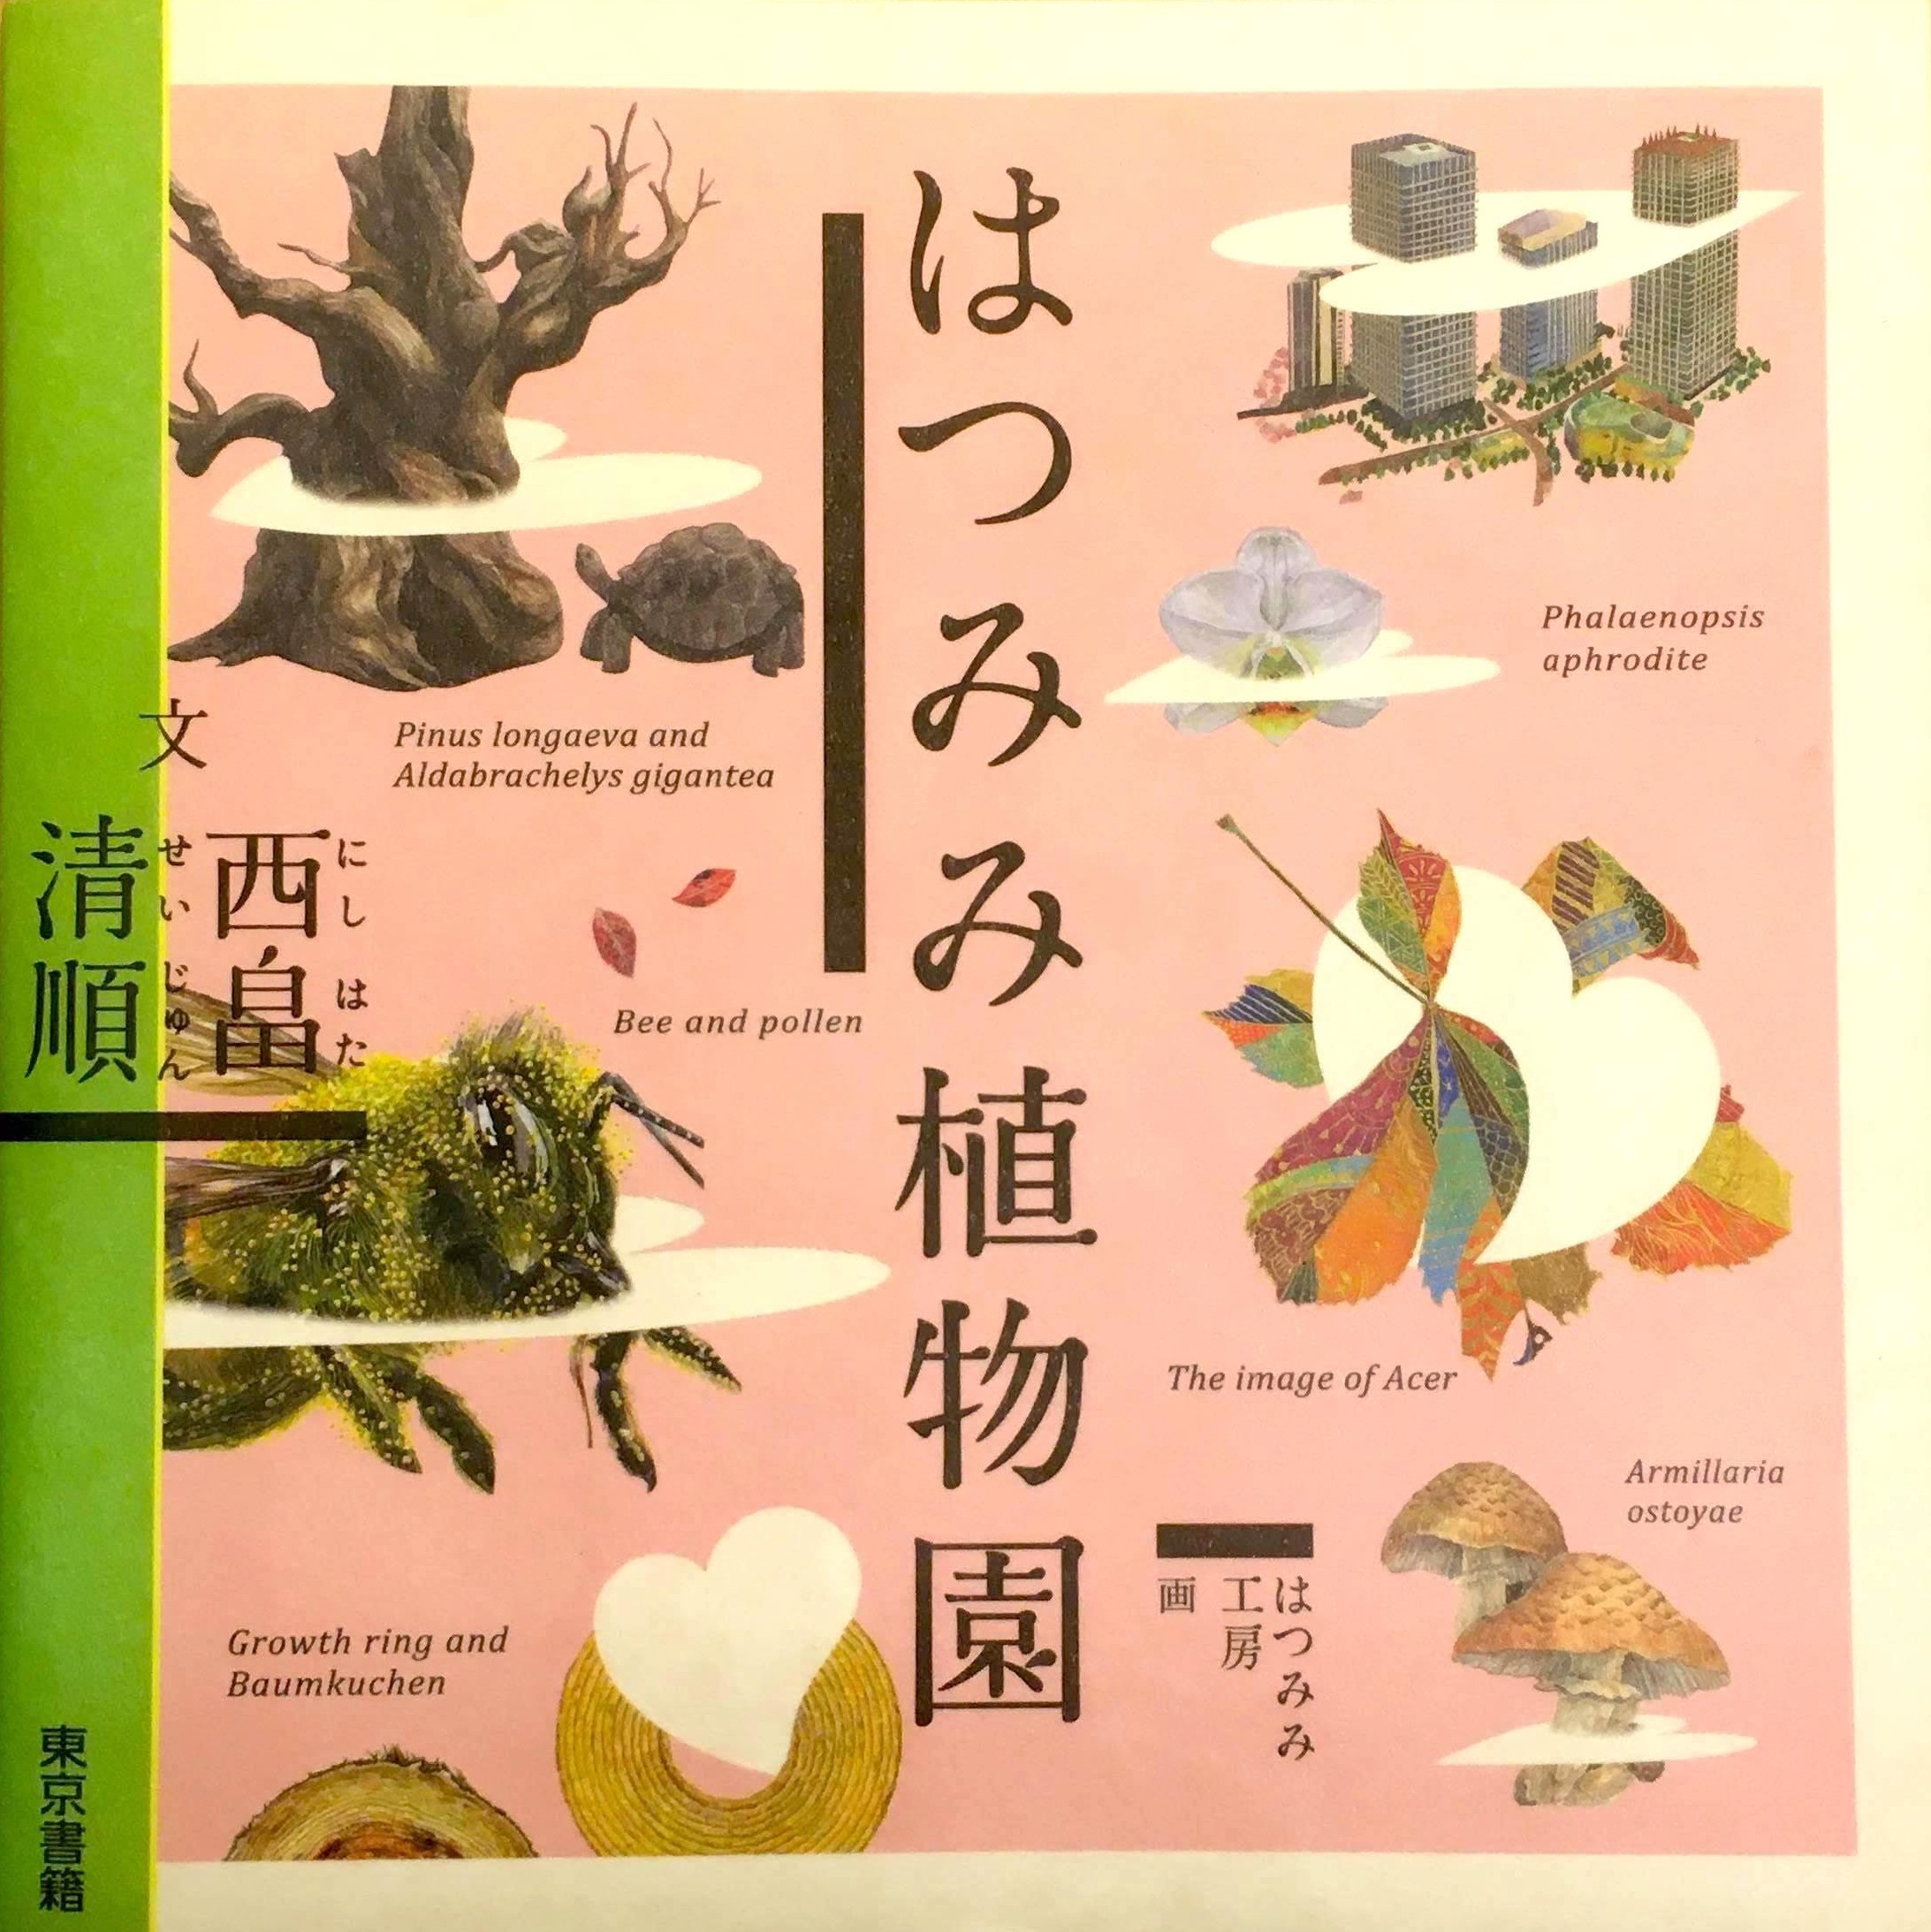 はつみみ植物園
文
西畠
にしはた
清順
せいじゅん
はつみみ
工房
画
Phalaenopsis
aphrodite
Pinus longaeva and
Aldabrachelys gigantea
Bee and pollen
The image of Acer
Armillaria
ostoyae
Growth ring and
Baumkuchen
東京書籍